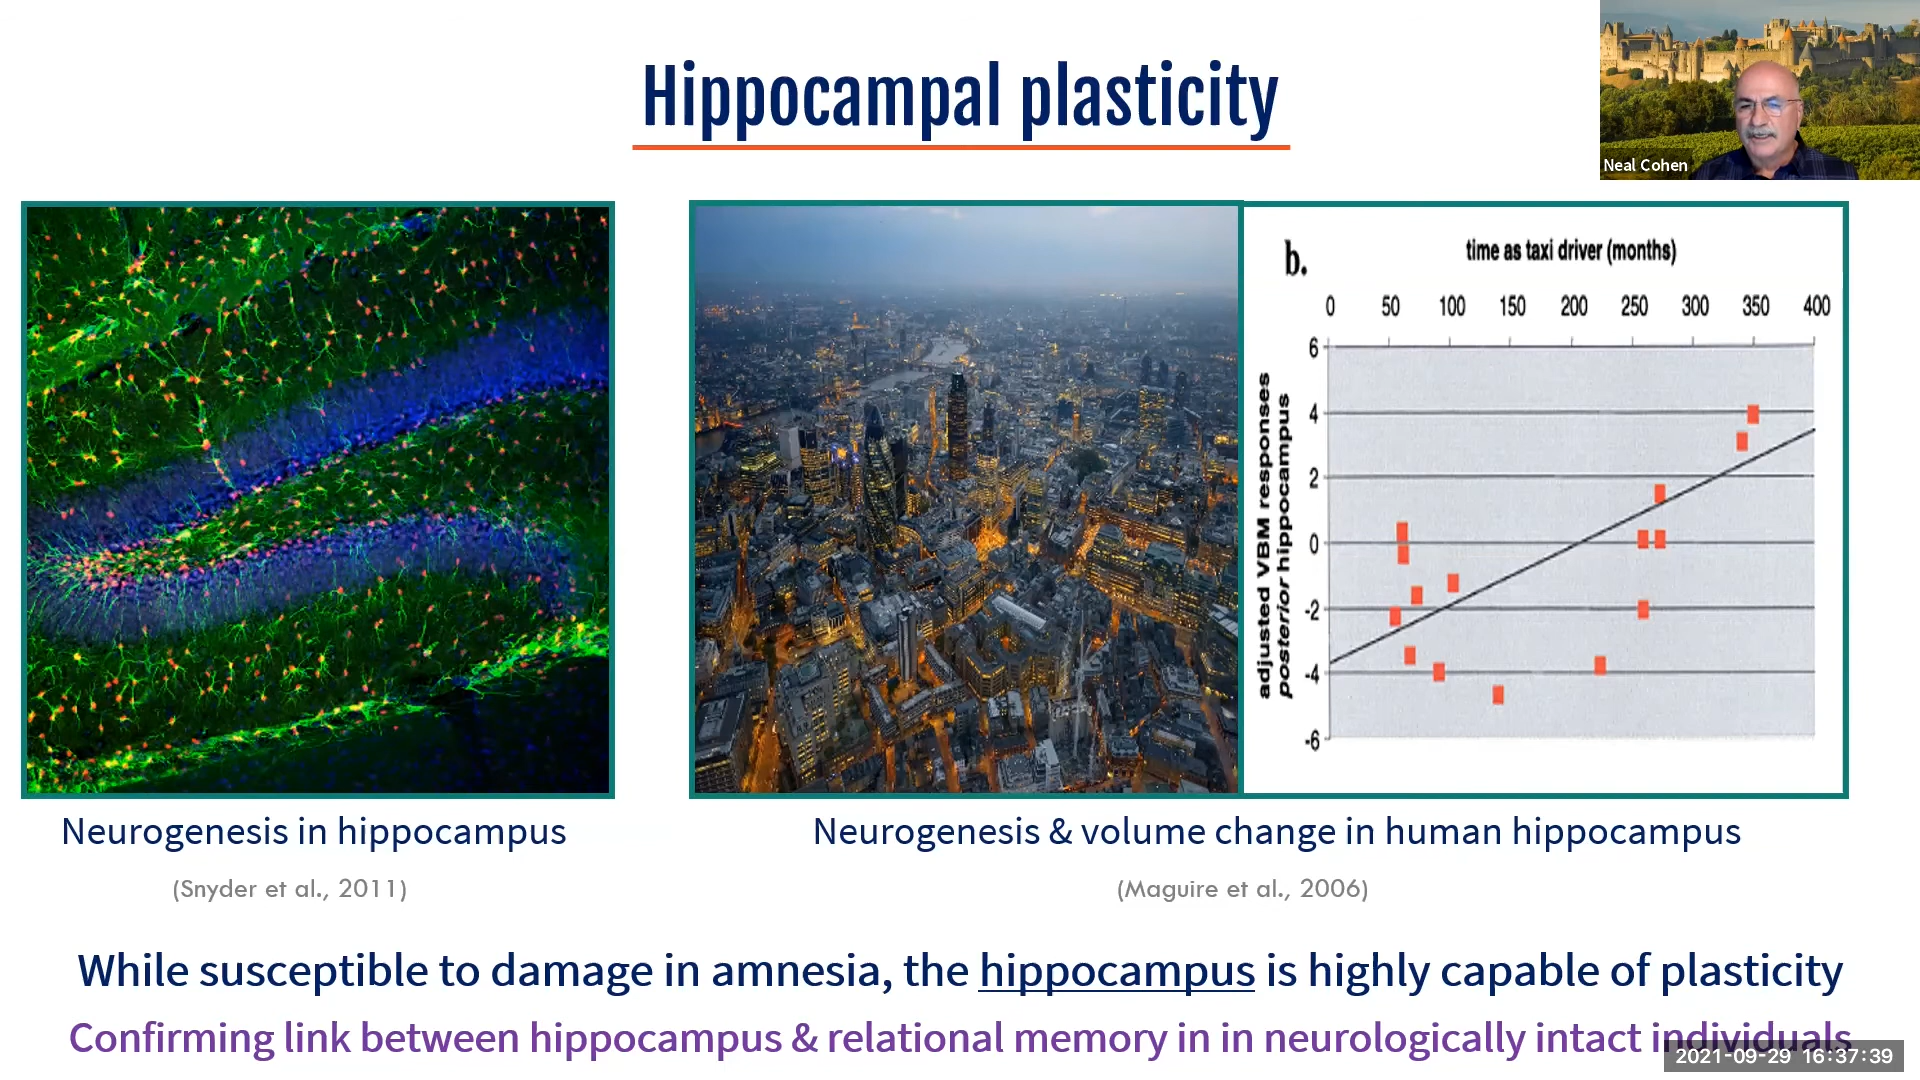 Hippocampal plasticity
Neal Cohen
b.
time as taxi driver (months)
0 50 100 150 200 250 300 350 400
adjusted VBM responses
posterior hippocampus
6
4
2
0
-2
-4
-6
Neurogenesis in hippocampus
(Snyder et al., 2011)
Neurogenesis & volume change in human hippocampus
(Maguire et al., 2006)
While susceptible to damage in amnesia, the hippocampus is highly capable of plasticity
Confirming link between hippocampus & relational memory in in neurologically intact individuals
2021-09-29 16:37:39